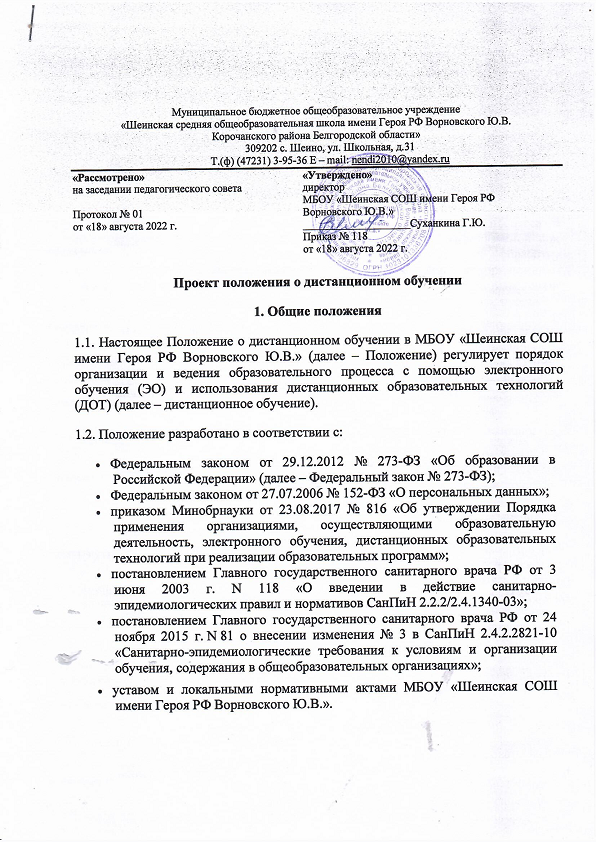 Муниципальное бюджетное общеобразовательное учреждение
«Шеинская средняя общеобразовательная школа имени Героя РФ Ворновского Ю.В.
Корочанского района Белгородской области»
309202 с. Шеино, ул. Школьная, д.31
Т.(ф) (47231) 3-95-36 E – mail: nendi2010@yandex.ru
«Рассмотрено»
на заседании педагогического совета
Протокол № 01
от «18» августа 2022 г.
«Утверждено»
директор
МБОУ «Шеинская СОШ имени Героя РФ
Ворновского Ю.В.»
Суханкина Г.Ю.
Приказ № 118
от «18» августа 2022 г.
Проект положения о дистанционном обучении
1. Общие положения
1.1. Настоящее Положение о дистанционном обучении в МБОУ «Шеинская СОШ
имени Героя РФ Ворновского Ю.В.» (далее – Положение) регулирует порядок
организации и ведения образовательного процесса с помощью электронного
обучения (ЭО) и использования дистанционных образовательных технологий
(ДОТ) (далее – дистанционное обучение).
1.2. Положение разработано в соответствии с:
• Федеральным законом от 29.12.2012 № 273-ФЗ «Об образовании в
Российской Федерации» (далее – Федеральный закон № 273-ФЗ);
• Федеральным законом от 27.07.2006 № 152-ФЗ «О персональных данных»;
• приказом Минобрнауки от 23.08.2017 № 816 «Об утверждении Порядка
применения организациями, осуществляющими образовательную
деятельность, электронного обучения, дистанционных образовательных
технологий при реализации образовательных программ»;
• постановлением Главного государственного санитарного врача РФ от 3
июня 2003 г. N 118 «О введении в действие санитарно-
эпидемиологических правил и нормативов СанПиН 2.2.2/2.4.1340-03»;
• постановлением Главного государственного санитарного врача РФ от 24
ноября 2015 г. N 81 о внесении изменения № 3 в СанПиН 2.4.2.2821-10
«Санитарно-эпидемиологические требования к условиям и организации
обучения, содержания в общеобразовательных организациях»;
• уставом и локальными нормативными актами МБОУ «Шеинская СОШ
имени Героя РФ Ворновского Ю.В.».